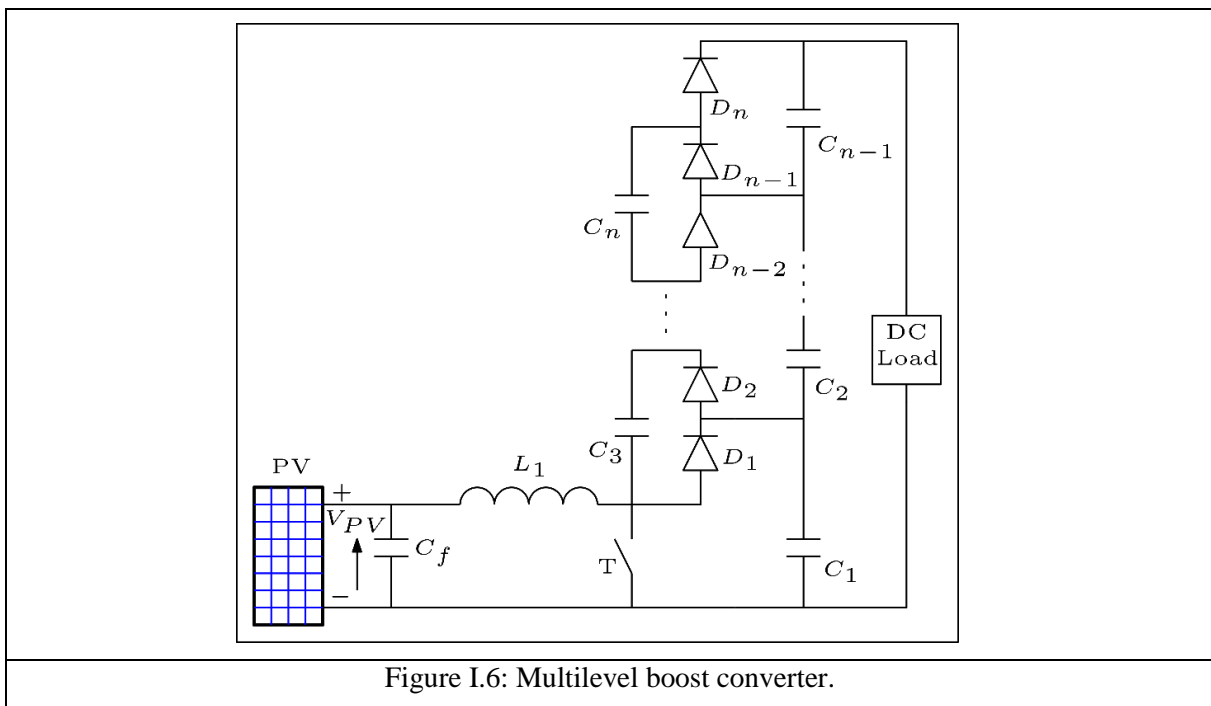 D_n
C_{n-1}
D_{n-1}
C_n
D_{n-2}
DC
Load
D_2
C_2
C_3
D_1
PV
L_1
+
V_{PV}
C_f
T
C_1
−
Figure I.6: Multilevel boost converter.